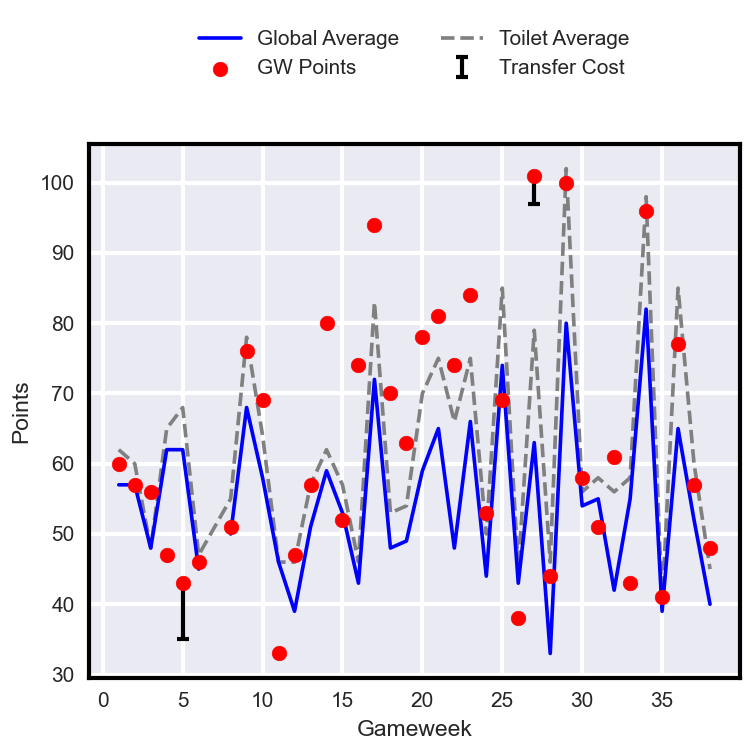 Global Average
Toilet Average
GW Points
Transfer Cost
Points
100
90
80
70
60
50
40
30
0 5 10 15 20 25 30 35
Gameweek